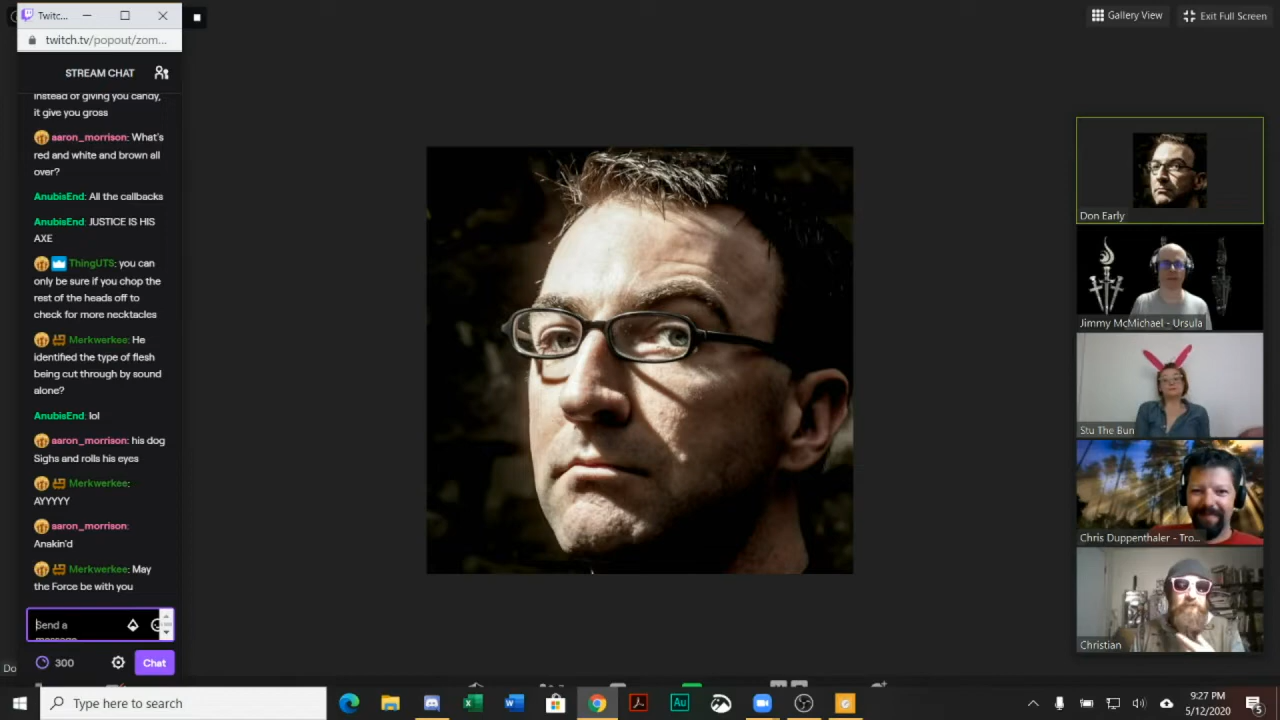 Twitc...
twitch.tv/popout/zom...
STREAM CHAT
instead of giving you candy,
it give you gross
aaron_morrison: What's
red and white and brown all
over?
AnubisEnd: All the callbacks
AnubisEnd: JUSTICE IS HIS
AXE
ThingUTS: you can
only be sure if you chop the
rest of the heads off to
check for more necktacles
Merkwerkee: He
identified the type of flesh
being cut through by sound
alone?
AnubisEnd: lol
aaron_morrison: his dog
Sighs and rolls his eyes
Merkwerkee:
AYYYYY
aaron_morrison:
Anakin'd
Merkwerkee: May
the Force be with you
Send a
message
300
Chat
Do
Gallery View
Exit Full Screen
Don Early
Jimmy McMichael - Ursula
Stu The Bun
Chris Duppenthaler - Tro...
Christian
Type here to search
Au
9:27 PM
5/12/2020
5